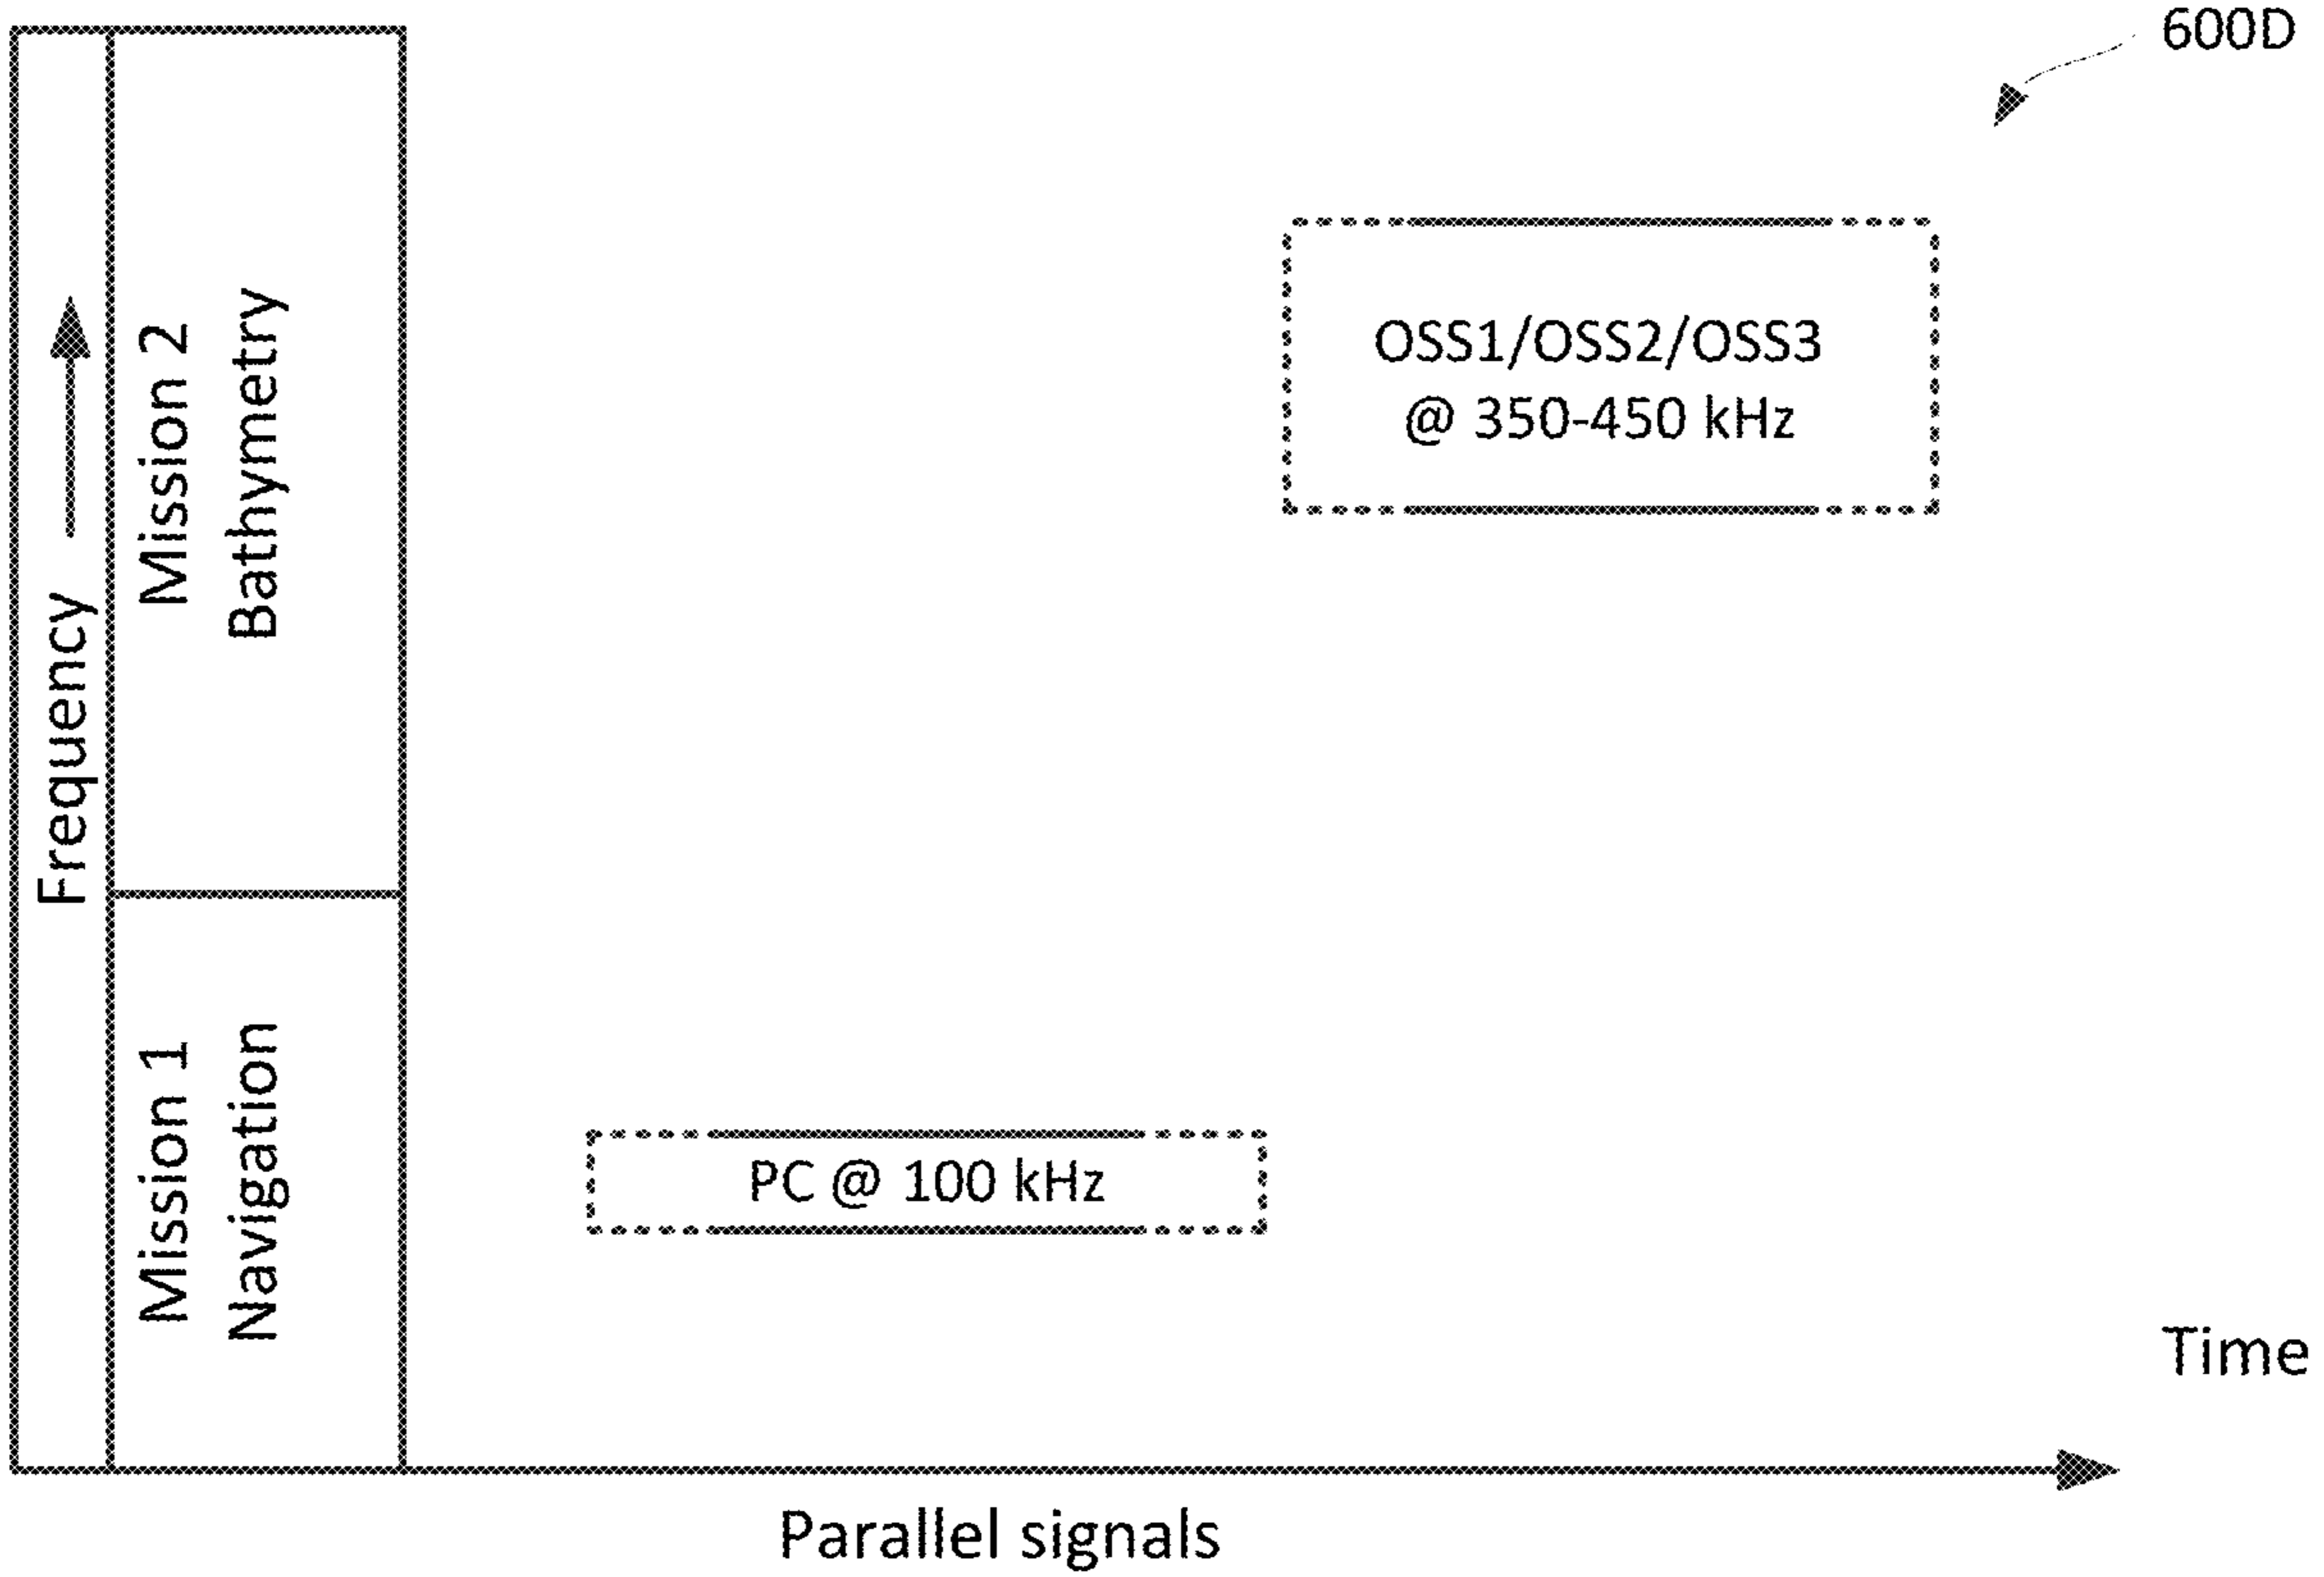 600D
Frequency
Mission 2
Bathymetry
OSS1/OSS2/OSS3
@ 350-450 kHz
Mission 1
Navigation
PC @ 100 kHz
Time
Parallel signals